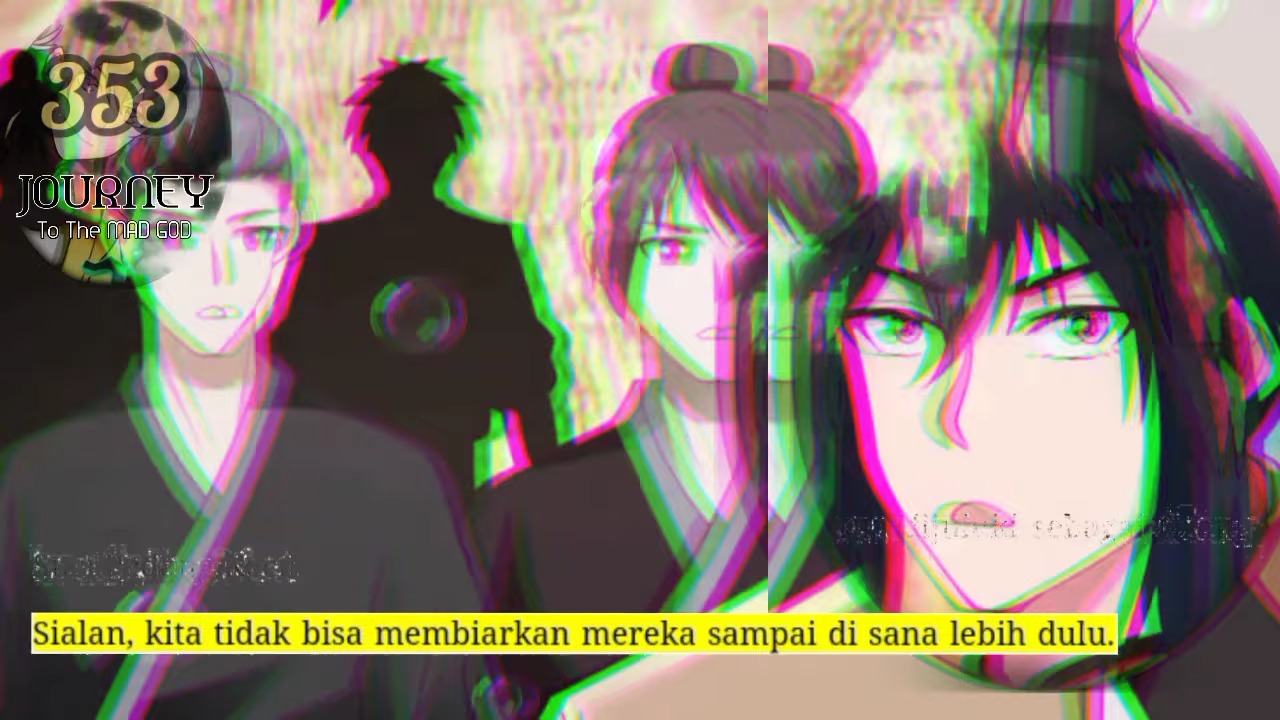 353
JOURNEY
To The MAD GOD
Sialan, kita tidak bisa membiarkan mereka sampai di sana lebih dulu.